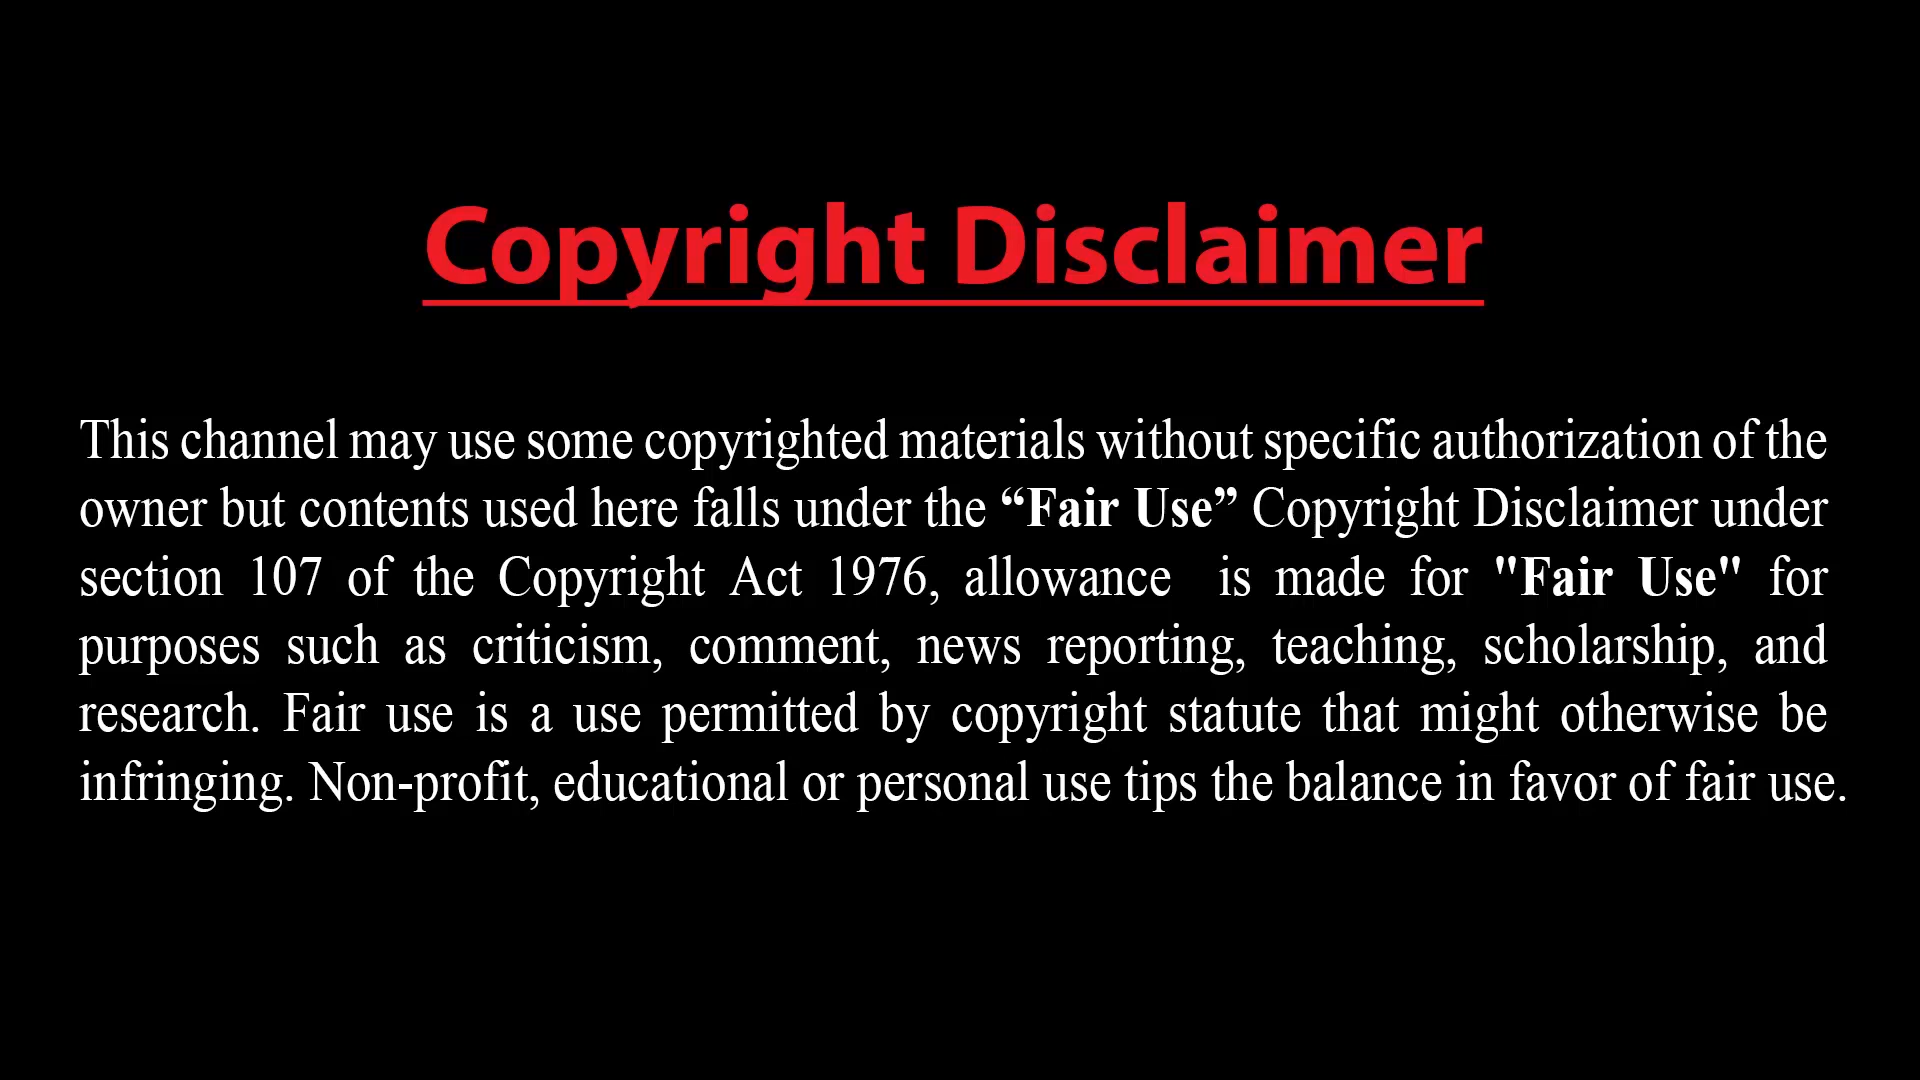 Copyright Disclaimer
This channel may use some copyrighted materials without specific authorization of the
owner but contents used here falls under the “Fair Use” Copyright Disclaimer under
section 107 of the Copyright Act 1976, allowance  is made for "Fair Use" for
purposes such as criticism, comment, news reporting, teaching, scholarship, and
research. Fair use is a use permitted by copyright statute that might otherwise be
infringing. Non-profit, educational or personal use tips the balance in favor of fair use.